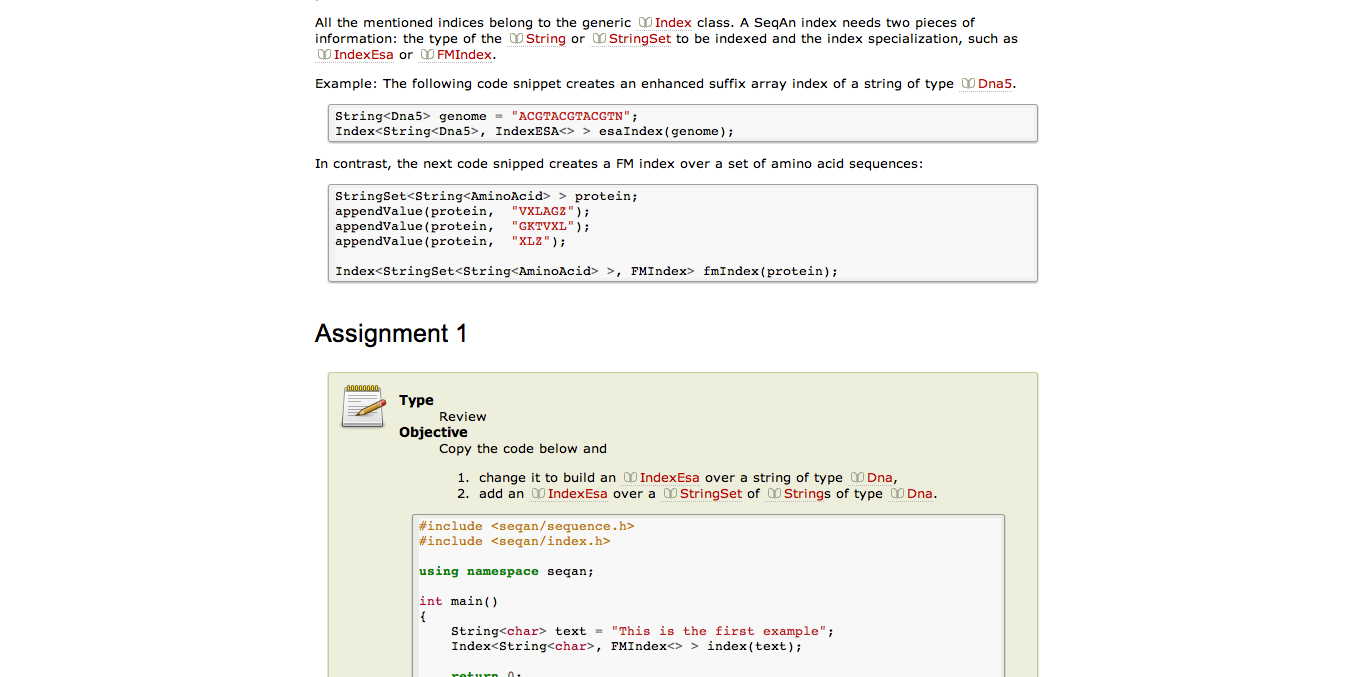 All the mentioned indices belong to the generic Index class. A SeqAn index needs two pieces of
information: the type of the String or StringSet to be indexed and the index specialization, such as
IndexEsa or FMIndex.
Example: The following code snippet creates an enhanced suffix array index of a string of type Dna5.
String<Dna5> genome = "ACGTACGTACGTN";
Index<String<Dna5>, IndexESA<> > esaIndex(genome);
In contrast, the next code snipped creates a FM index over a set of amino acid sequences:
StringSet<String<AminoAcid> > protein;
appendValue(protein,  "VXLAGZ");
appendValue(protein,  "GKTVXL");
appendValue(protein,  "XLZ");
Index<StringSet<String<AminoAcid> >, FMIndex> fmIndex(protein);
Assignment 1
Type
Review
Objective
Copy the code below and
1. change it to build an IndexEsa over a string of type Dna,
2. add an IndexEsa over a StringSet of Strings of type Dna.
#include <seqan/sequence.h>
#include <seqan/index.h>
using namespace seqan;
int main()
{
    String<char> text = "This is the first example";
    Index<String<char>, FMIndex<> > index(text);
    return 0;